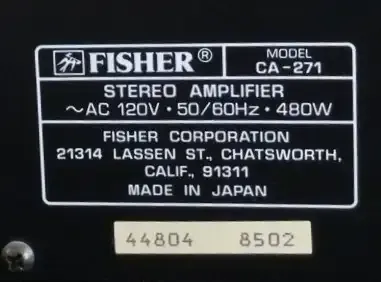 FISHER® MODEL
CA-271
STEREO AMPLIFIER
~AC 120V · 50/60Hz · 480W
FISHER CORPORATION
21314 LASSEN ST., CHATSWORTH,
CALIF., 91311
MADE IN JAPAN
44804 8502